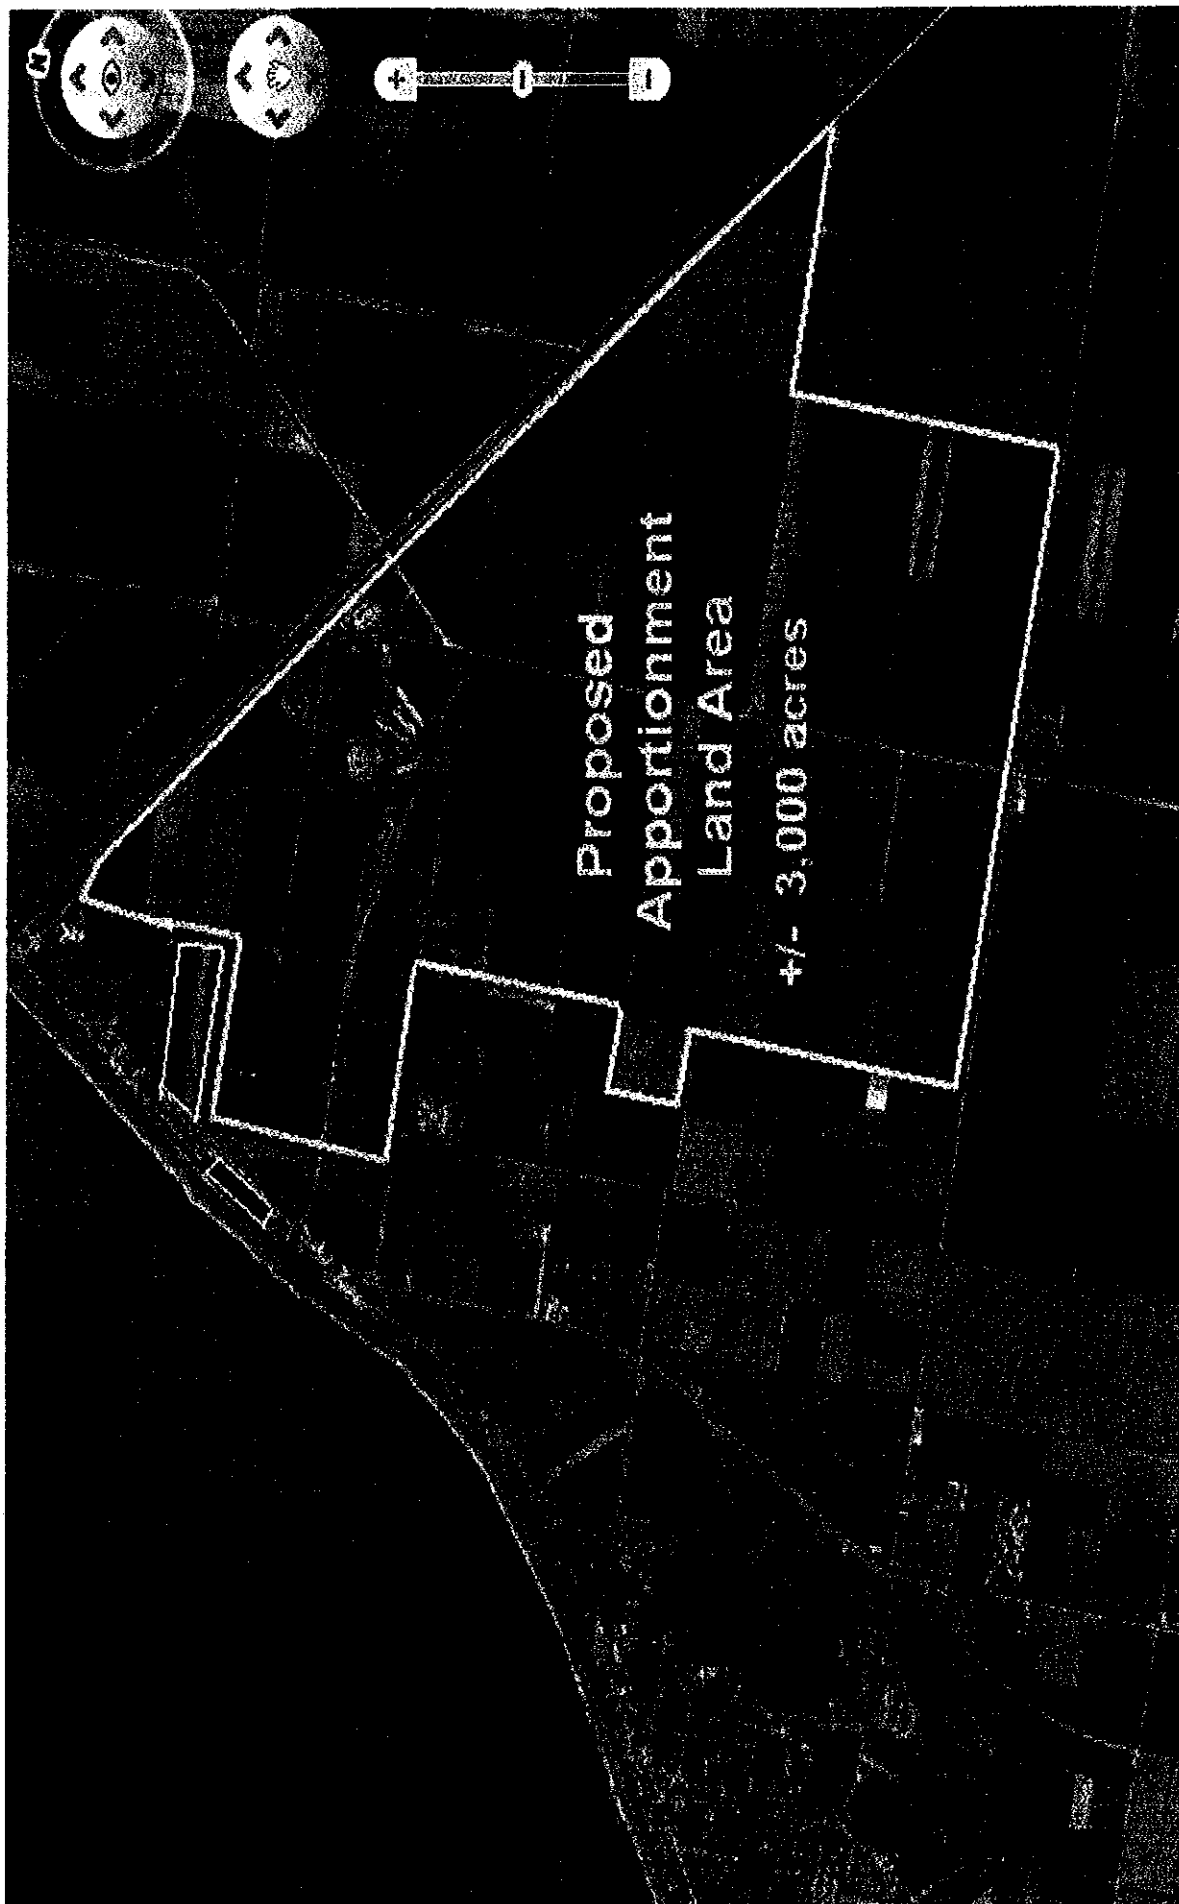 Proposed
Apportionment
Land Area
+/- 3,000 acres
N